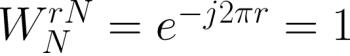 $W_N^{rN} = e^{-j2\pi r} = 1$